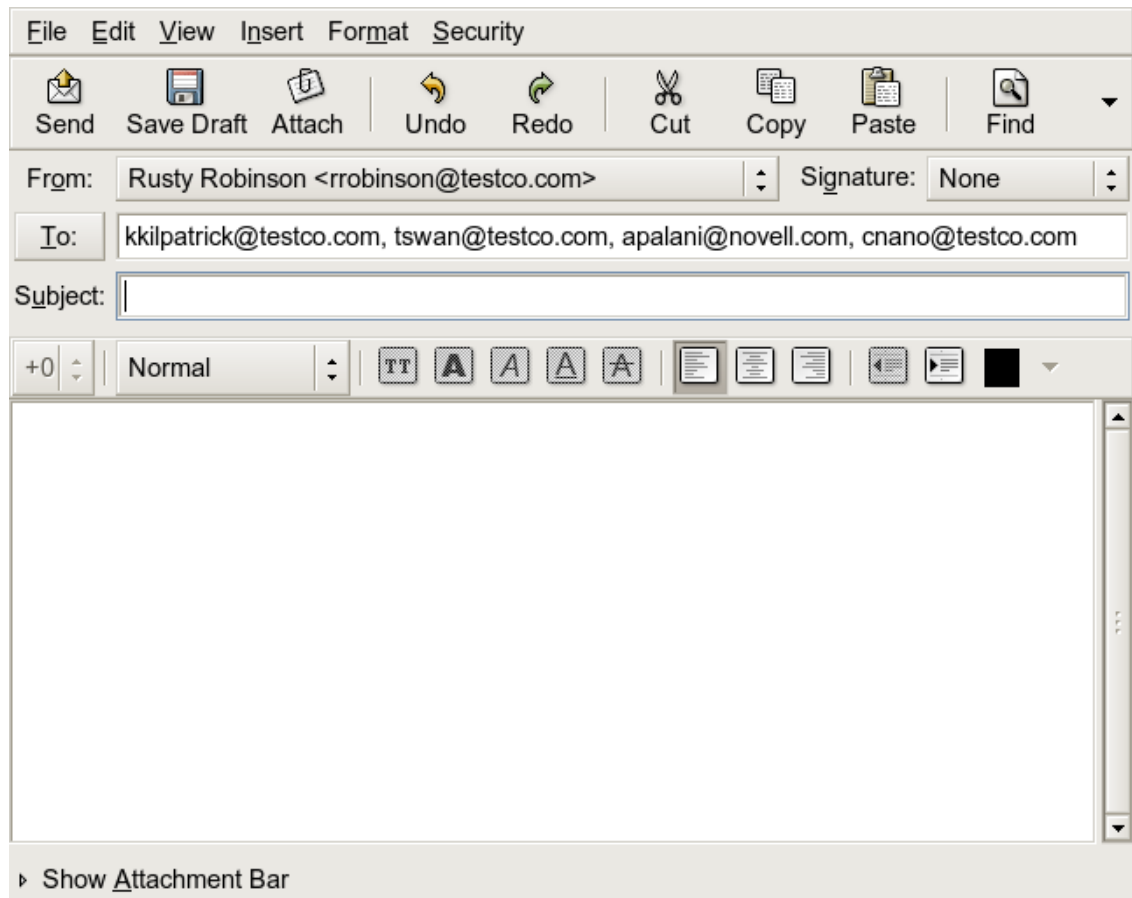 File Edit View Insert Format Security
Send Save Draft Attach Undo Redo Cut Copy Paste Find
From: Rusty Robinson <rrobinson@testco.com> Signature: None
To: kkilpatrick@testco.com, tswan@testco.com, apalani@novell.com, cnano@testco.com
Subject:
+0 Normal TT A A A A
Show Attachment Bar